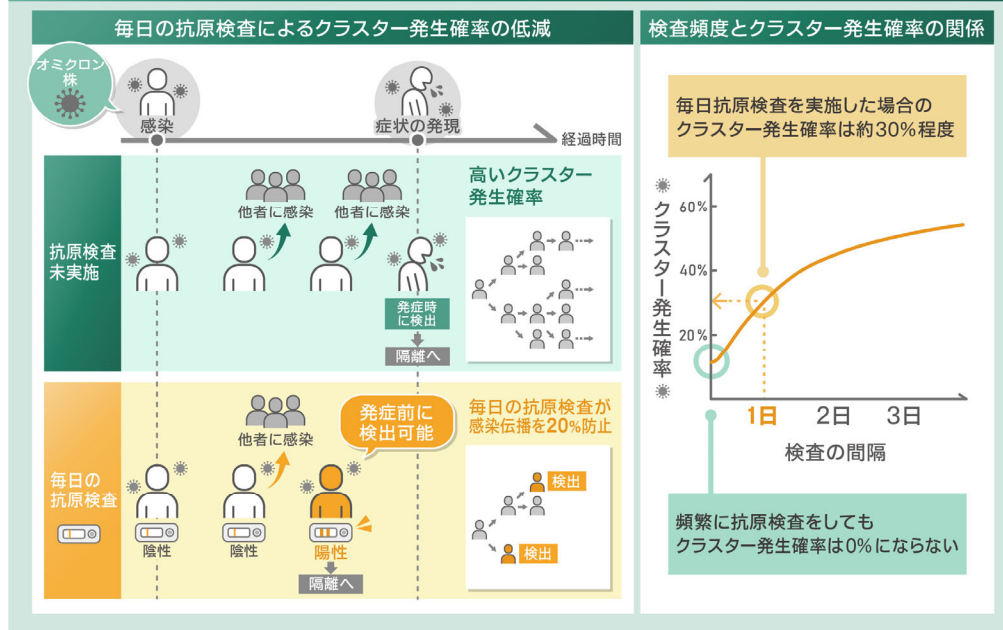 毎日の抗原検査によるクラスター発生確率の低減
オミクロン
株
感染
症状の発現
経過時間
抗原検査
未実施
他者に感染
他者に感染
発症時
に検出
隔離へ
高いクラスター
発生確率
毎日の
抗原検査
陰性
他者に感染
陰性
発症前に
検出可能
陽性
隔離へ
毎日の抗原検査が
感染伝播を20%防止
検出
検出
検査頻度とクラスター発生確率の関係
毎日抗原検査を実施した場合の
クラスター発生確率は約30%程度
クラスター発生確率
60%
40%
20%
1日
2日
3日
検査の間隔
頻繁に抗原検査をしても
クラスター発生確率は0%にならない